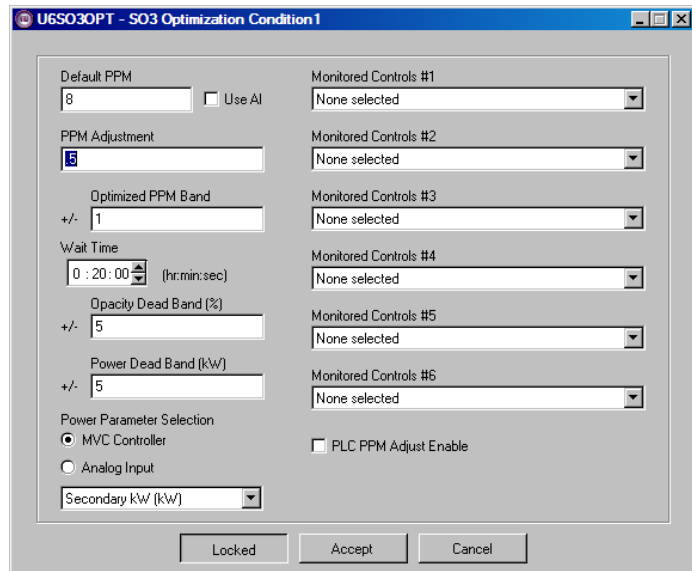 U6SO3OPT - SO3 Optimization Condition1
Default PPM
8
Use AI
PPM Adjustment
.5
Optimized PPM Band
+/- 1
Wait Time
0 : 20 : 00 (hr:min:sec)
Opacity Dead Band (%)
+/- 5
Power Dead Band (kW)
+/- 5
Power Parameter Selection
MVC Controller
Analog Input
Secondary kW (kW)
Monitored Controls #1
None selected
Monitored Controls #2
None selected
Monitored Controls #3
None selected
Monitored Controls #4
None selected
Monitored Controls #5
None selected
Monitored Controls #6
None selected
PLC PPM Adjust Enable
Locked Accept Cancel